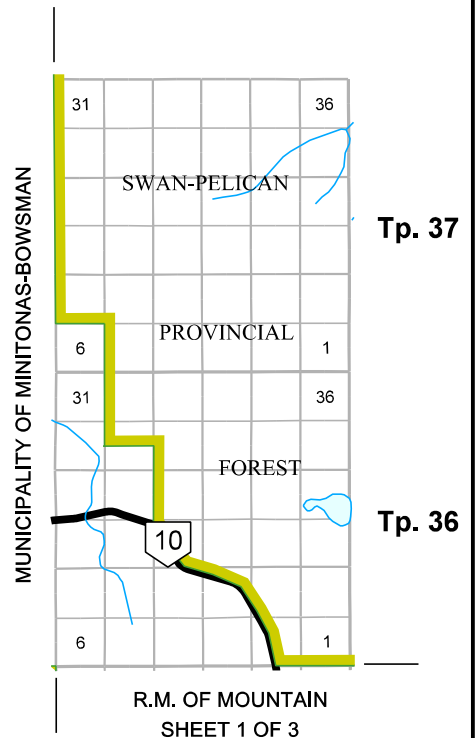 31 36
SWAN-PELICAN
Tp. 37
PROVINCIAL
6 1
31 36
FOREST
Tp. 36
10
6 1
MUNICIPALITY OF MINITONAS-BOWSMAN
R.M. OF MOUNTAIN
SHEET 1 OF 3